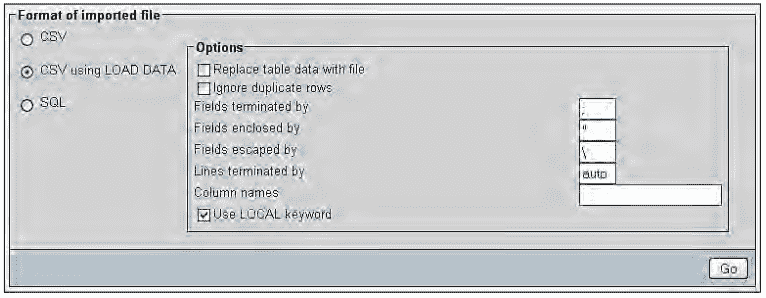 Format of imported file
CSV
CSV using LOAD DATA
SQL
Options
Replace table data with file
Ignore duplicate rows
Fields terminated by
Fields enclosed by "
Fields escaped by \
Lines terminated by auto
Column names
Use LOCAL keyword
Go